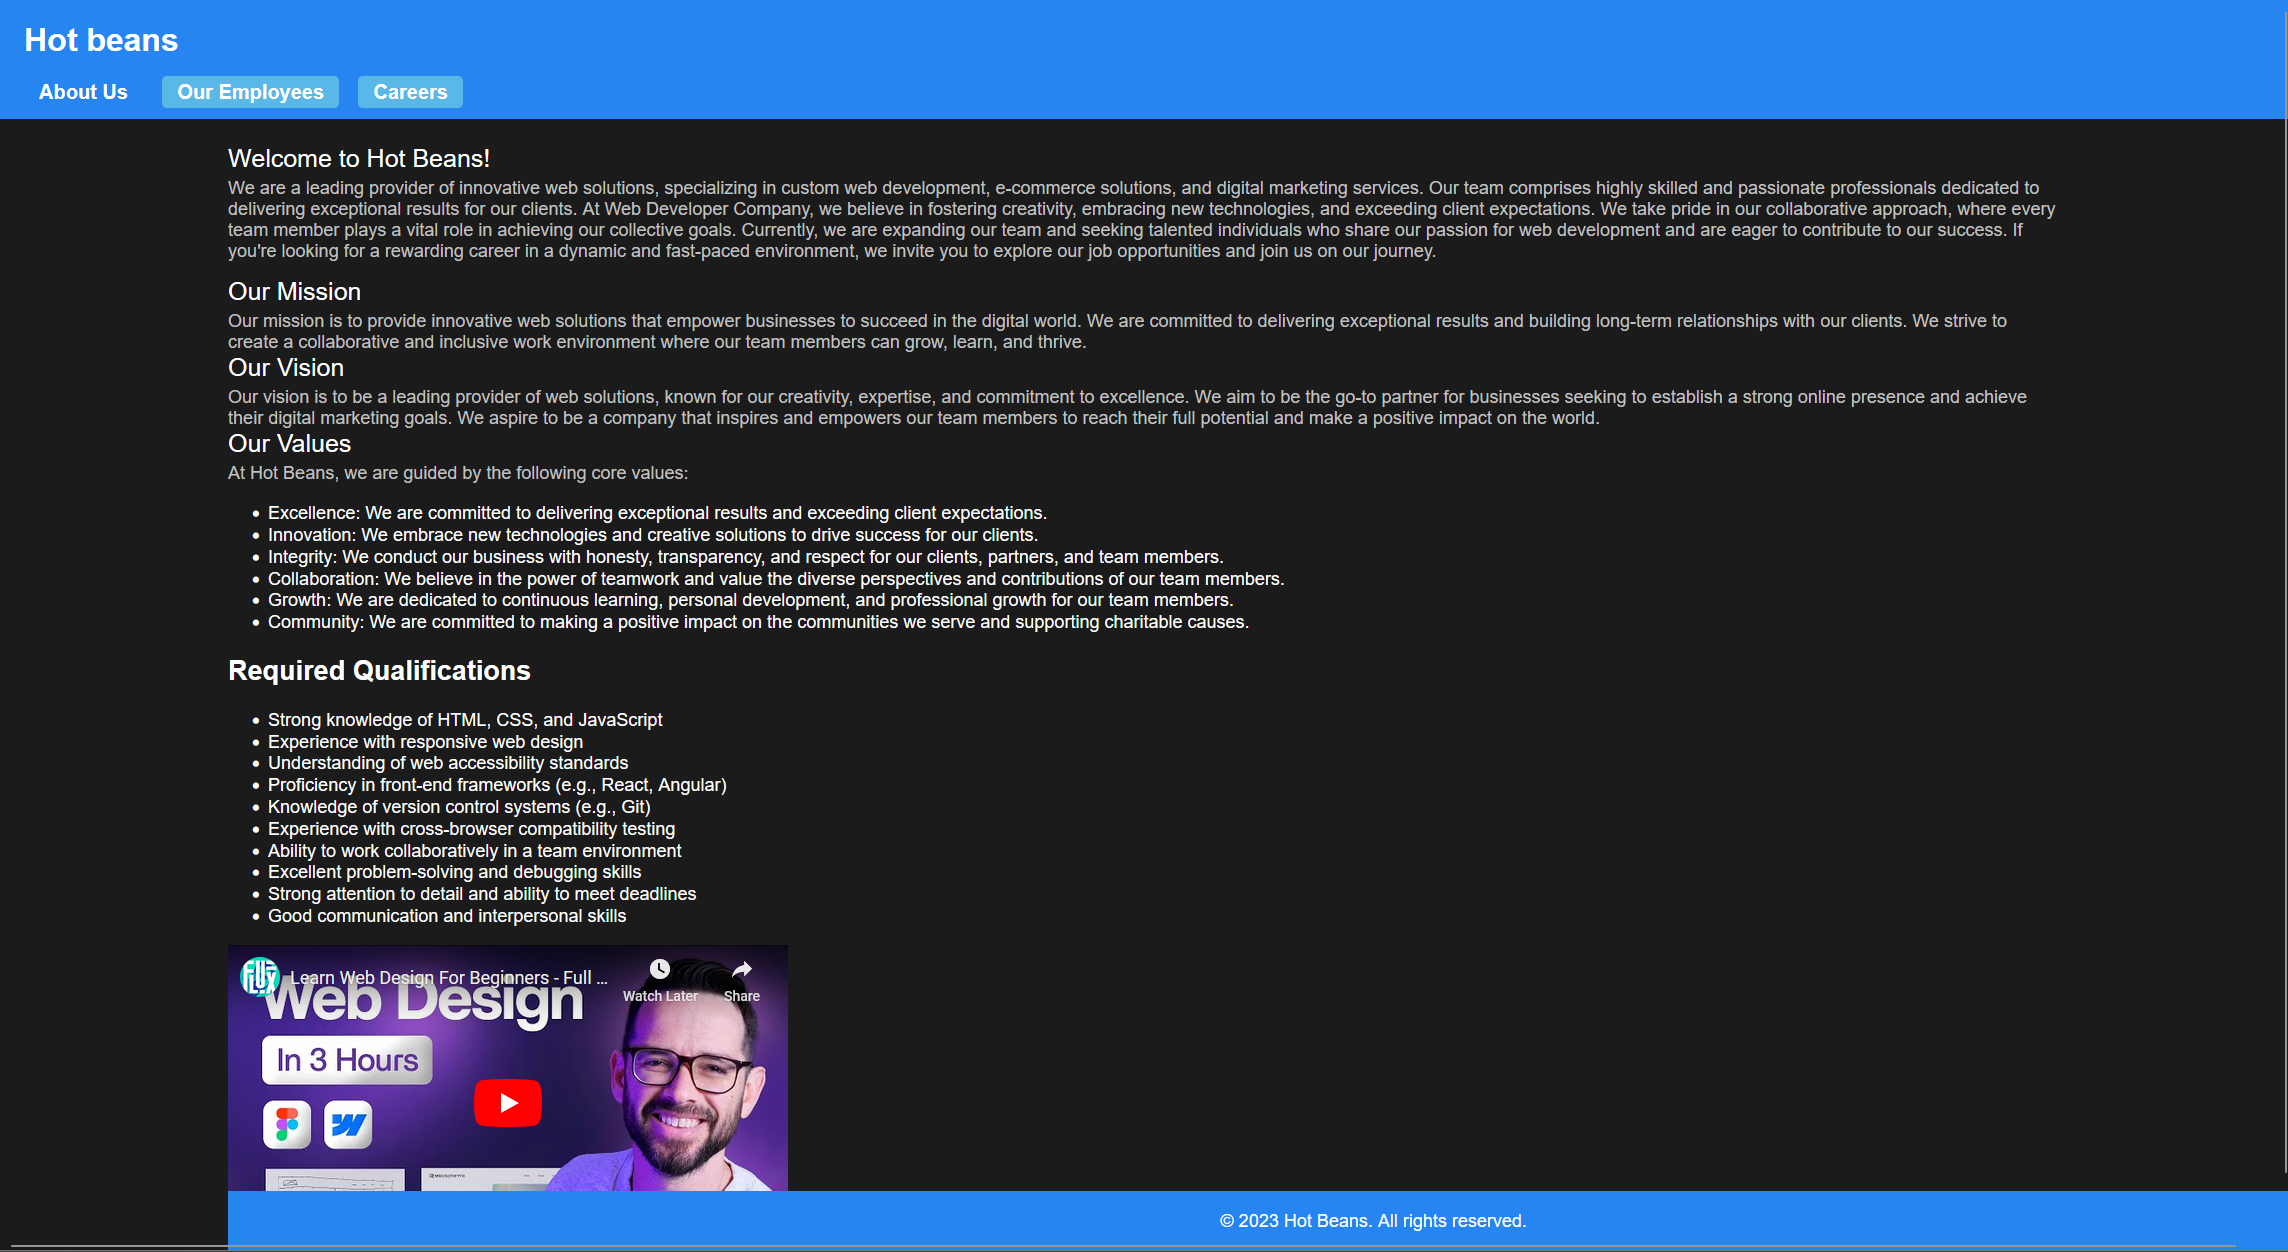 Hot beans
About Us
Our Employees
Careers
Welcome to Hot Beans!
We are a leading provider of innovative web solutions, specializing in custom web development, e-commerce solutions, and digital marketing services. Our team comprises highly skilled and passionate professionals dedicated to
delivering exceptional results for our clients. At Web Developer Company, we believe in fostering creativity, embracing new technologies, and exceeding client expectations. We take pride in our collaborative approach, where every
team member plays a vital role in achieving our collective goals. Currently, we are expanding our team and seeking talented individuals who share our passion for web development and are eager to contribute to our success. If
you're looking for a rewarding career in a dynamic and fast-paced environment, we invite you to explore our job opportunities and join us on our journey.
Our Mission
Our mission is to provide innovative web solutions that empower businesses to succeed in the digital world. We are committed to delivering exceptional results and building long-term relationships with our clients. We strive to
create a collaborative and inclusive work environment where our team members can grow, learn, and thrive.
Our Vision
Our vision is to be a leading provider of web solutions, known for our creativity, expertise, and commitment to excellence. We aim to be the go-to partner for businesses seeking to establish a strong online presence and achieve
their digital marketing goals. We aspire to be a company that inspires and empowers our team members to reach their full potential and make a positive impact on the world.
Our Values
At Hot Beans, we are guided by the following core values:
• Excellence: We are committed to delivering exceptional results and exceeding client expectations.
• Innovation: We embrace new technologies and creative solutions to drive success for our clients.
• Integrity: We conduct our business with honesty, transparency, and respect for our clients, partners, and team members.
• Collaboration: We believe in the power of teamwork and value the diverse perspectives and contributions of our team members.
• Growth: We are dedicated to continuous learning, personal development, and professional growth for our team members.
• Community: We are committed to making a positive impact on the communities we serve and supporting charitable causes.
Required Qualifications
• Strong knowledge of HTML, CSS, and JavaScript
• Experience with responsive web design
• Understanding of web accessibility standards
• Proficiency in front-end frameworks (e.g., React, Angular)
• Knowledge of version control systems (e.g., Git)
• Experience with cross-browser compatibility testing
• Ability to work collaboratively in a team environment
• Excellent problem-solving and debugging skills
• Strong attention to detail and ability to meet deadlines
• Good communication and interpersonal skills
FLUX
Learn Web Design For Beginners - Full ...
Watch Later
Share
Web Design
In 3 Hours
© 2023 Hot Beans. All rights reserved.